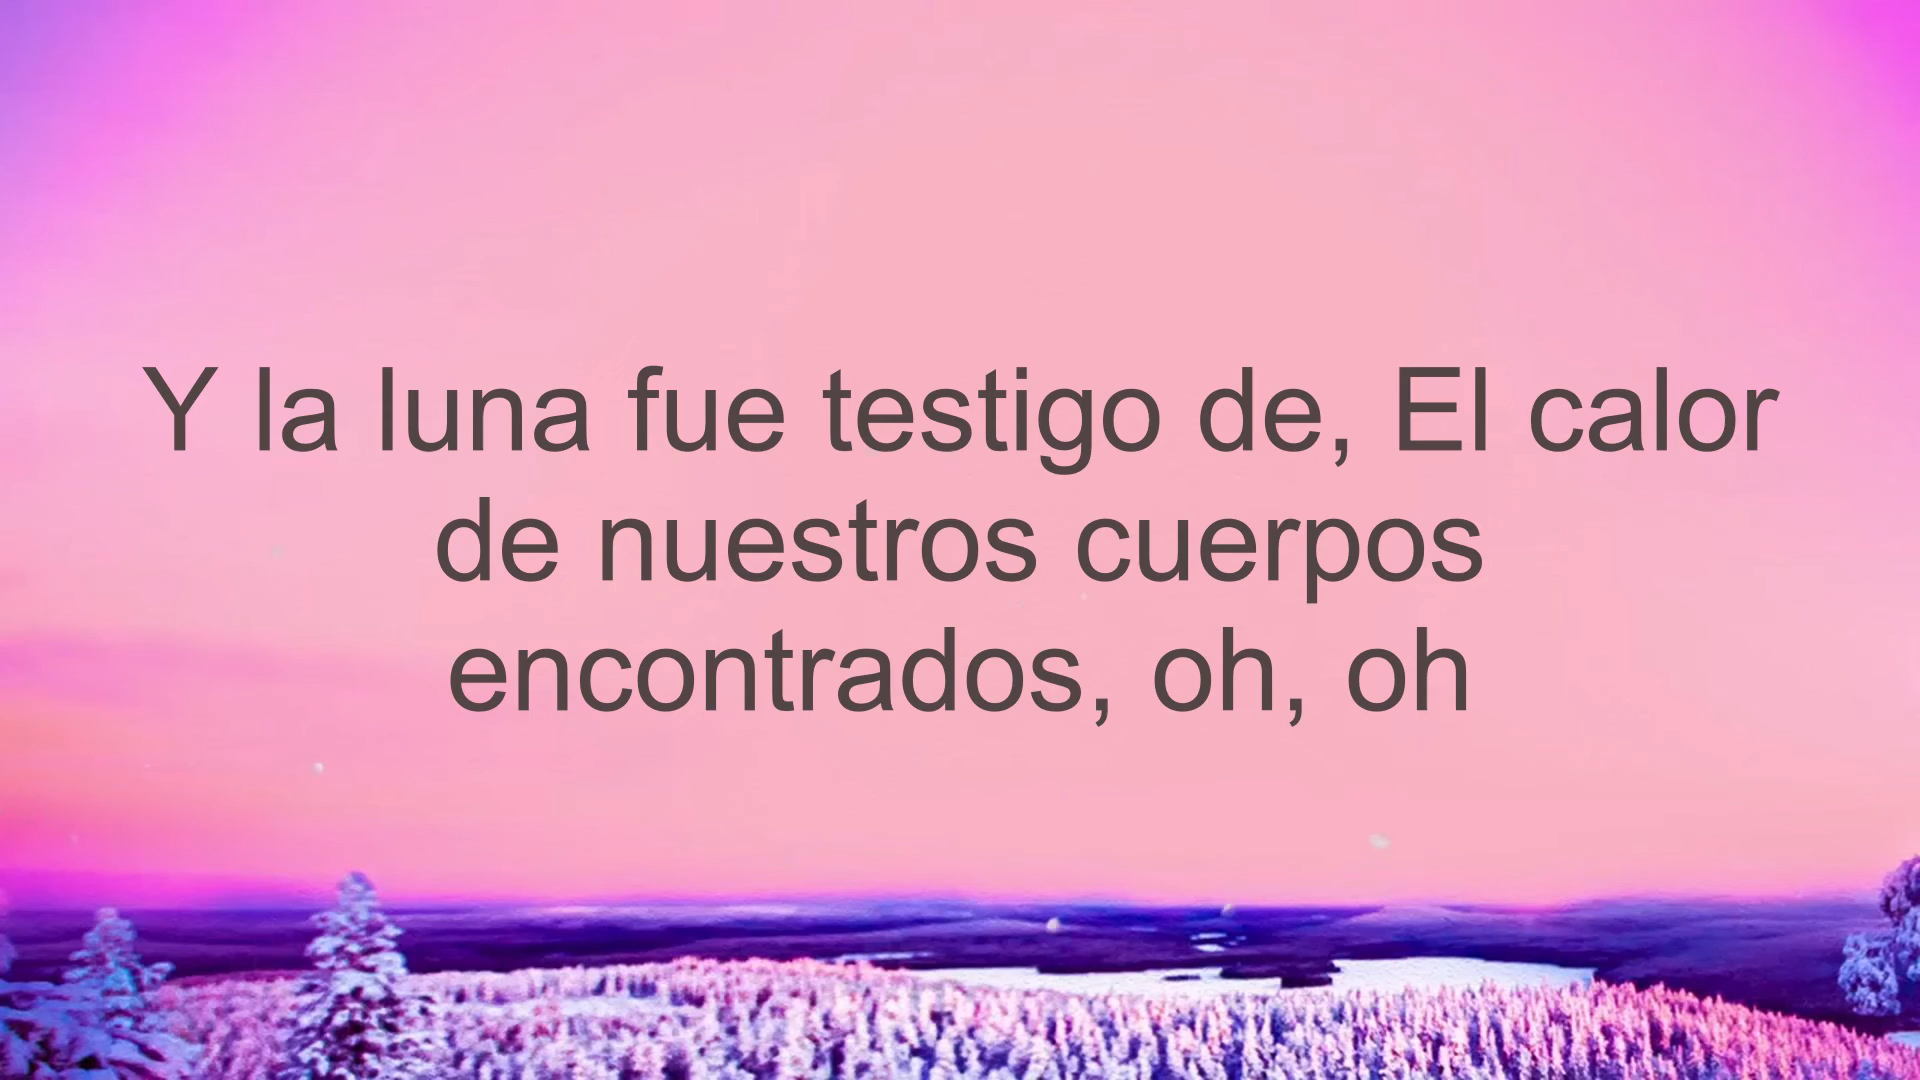 Y la luna fue testigo de, El calor
de nuestros cuerpos
encontrados, oh, oh